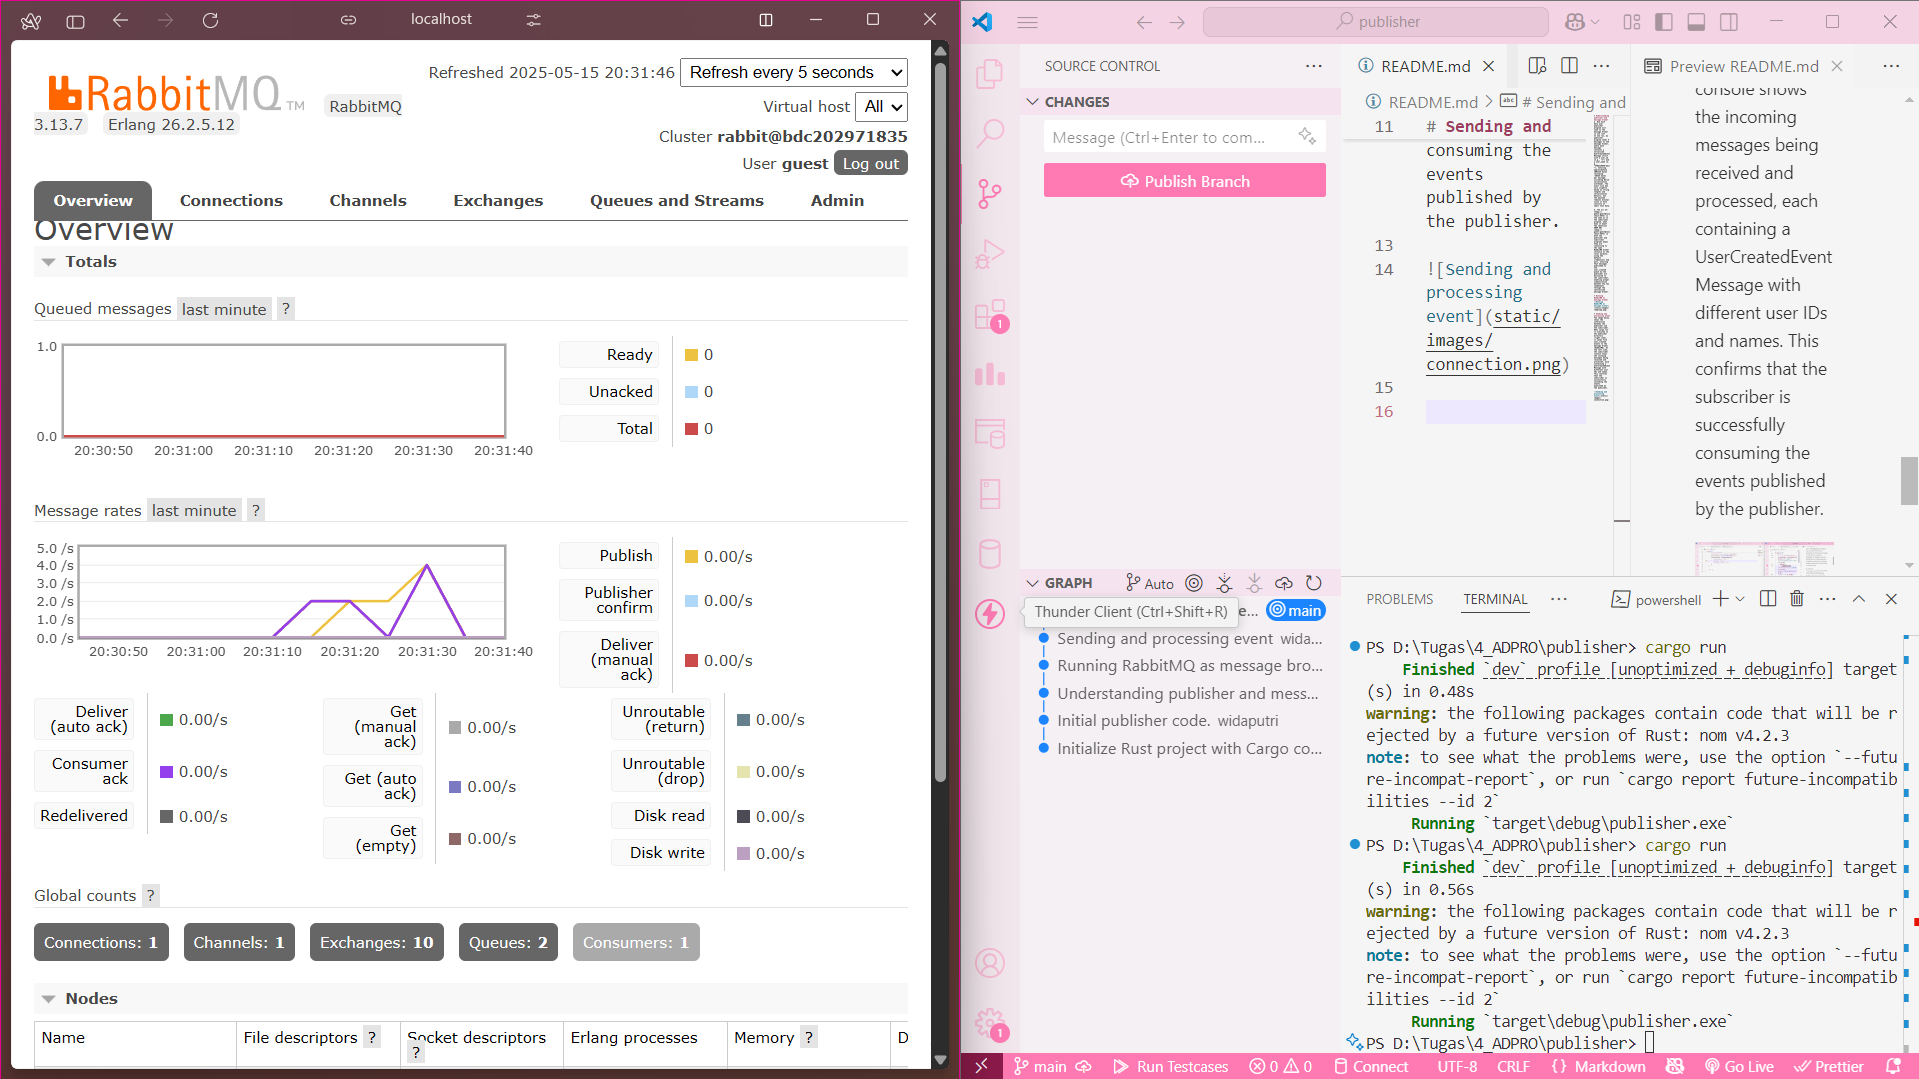 localhost
RabbitMQ TM
RabbitMQ
3.13.7
Erlang 26.2.5.12
Refreshed 2025-05-15 20:31:46
Refresh every 5 seconds
Virtual host All
Cluster rabbit@bdc202971835
User guest Log out
Overview
Connections
Channels
Exchanges
Queues and Streams
Admin
Overview
Totals
Queued messages last minute ?
1.0
0.0
20:30:50 20:31:00 20:31:10 20:31:20 20:31:30 20:31:40
Ready 0
Unacked 0
Total 0
Message rates last minute ?
5.0 /s
4.0 /s
3.0 /s
2.0 /s
1.0 /s
0.0 /s
20:30:50 20:31:00 20:31:10 20:31:20 20:31:30 20:31:40
Publish 0.00/s
Publisher confirm 0.00/s
Deliver (manual ack) 0.00/s
Deliver (auto ack) 0.00/s
Consumer ack 0.00/s
Redelivered 0.00/s
Get (manual ack) 0.00/s
Get (auto ack) 0.00/s
Get (empty) 0.00/s
Unroutable (return) 0.00/s
Unroutable (drop) 0.00/s
Disk read 0.00/s
Disk write 0.00/s
Global counts ?
Connections: 1
Channels: 1
Exchanges: 10
Queues: 2
Consumers: 1
Nodes
Name
File descriptors ?
Socket descriptors ?
Erlang processes
Memory ?
D
publisher
SOURCE CONTROL
CHANGES
Message (Ctrl+Enter to com...
Publish Branch
1
1
GRAPH
Auto
Thunder Client (Ctrl+Shift+R)
e... main
Sending and processing event wida...
Running RabbitMQ as message bro...
Understanding publisher and mess...
Initial publisher code. widaputri
Initialize Rust project with Cargo co...
README.md
README.md > # Sending and
11 # Sending and
consuming the
events
published by
the publisher.
13
14 ![Sending and
processing
event](static/
images/
connection.png)
15
16
Preview README.md
console shows
the incoming
messages being
received and
processed, each
containing a
UserCreatedEvent
Message with
different user IDs
and names. This
confirms that the
subscriber is
successfully
consuming the
events published
by the publisher.
PROBLEMS
TERMINAL
powershell
PS D:\Tugas\4_ADPRO\publisher> cargo run
Finished `dev` profile [unoptimized + debuginfo] target
(s) in 0.48s
warning: the following packages contain code that will be r
ejected by a future version of Rust: nom v4.2.3
note: to see what the problems were, use the option `--futu
re-incompat-report`, or run `cargo report future-incompatib
ilities --id 2`
Running `target\debug\publisher.exe`
PS D:\Tugas\4_ADPRO\publisher> cargo run
Finished `dev` profile [unoptimized + debuginfo] target
(s) in 0.56s
warning: the following packages contain code that will be r
ejected by a future version of Rust: nom v4.2.3
note: to see what the problems were, use the option `--futu
re-incompat-report`, or run `cargo report future-incompatib
ilities --id 2`
Running `target\debug\publisher.exe`
PS D:\Tugas\4_ADPRO\publisher>
main
Run Testcases
0 0
Connect
UTF-8
CRLF
{} Markdown
Go Live
Prettier